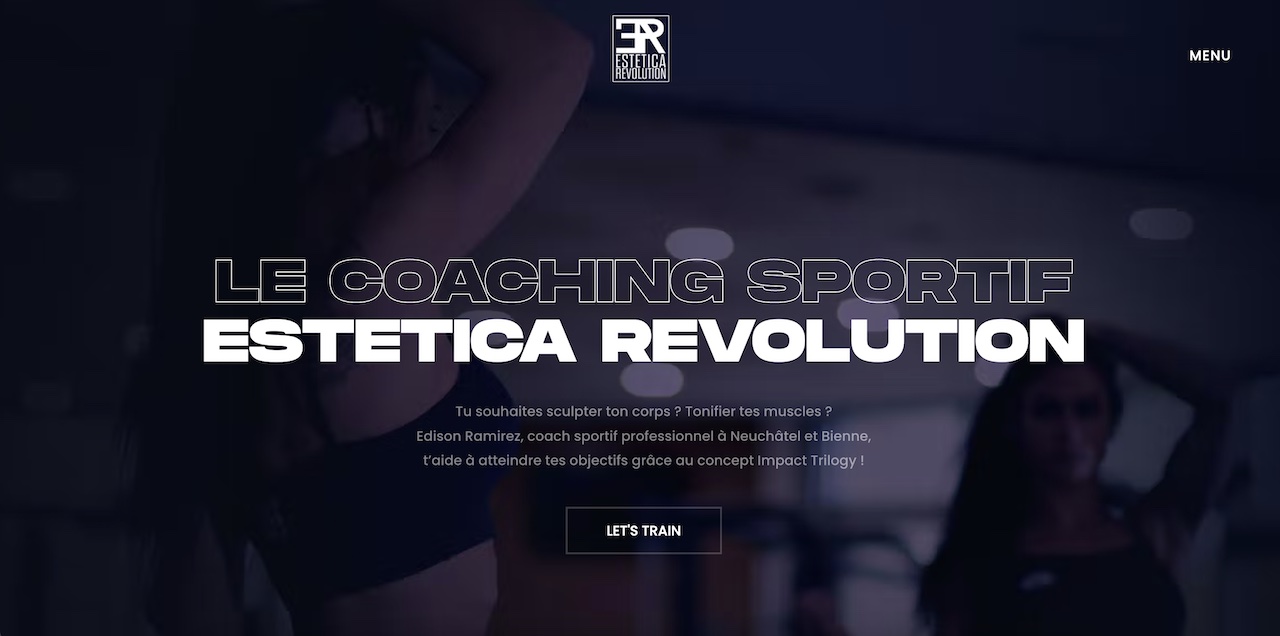 ER
ESTETICA
REVOLUTION
MENU
LE COACHING SPORTIF
ESTETICA REVOLUTION
Tu souhaites sculpter ton corps ? Tonifier tes muscles ?
Edison Ramirez, coach sportif professionnel à Neuchâtel et Bienne,
t’aide à atteindre tes objectifs grâce au concept Impact Trilogy !
LET'S TRAIN